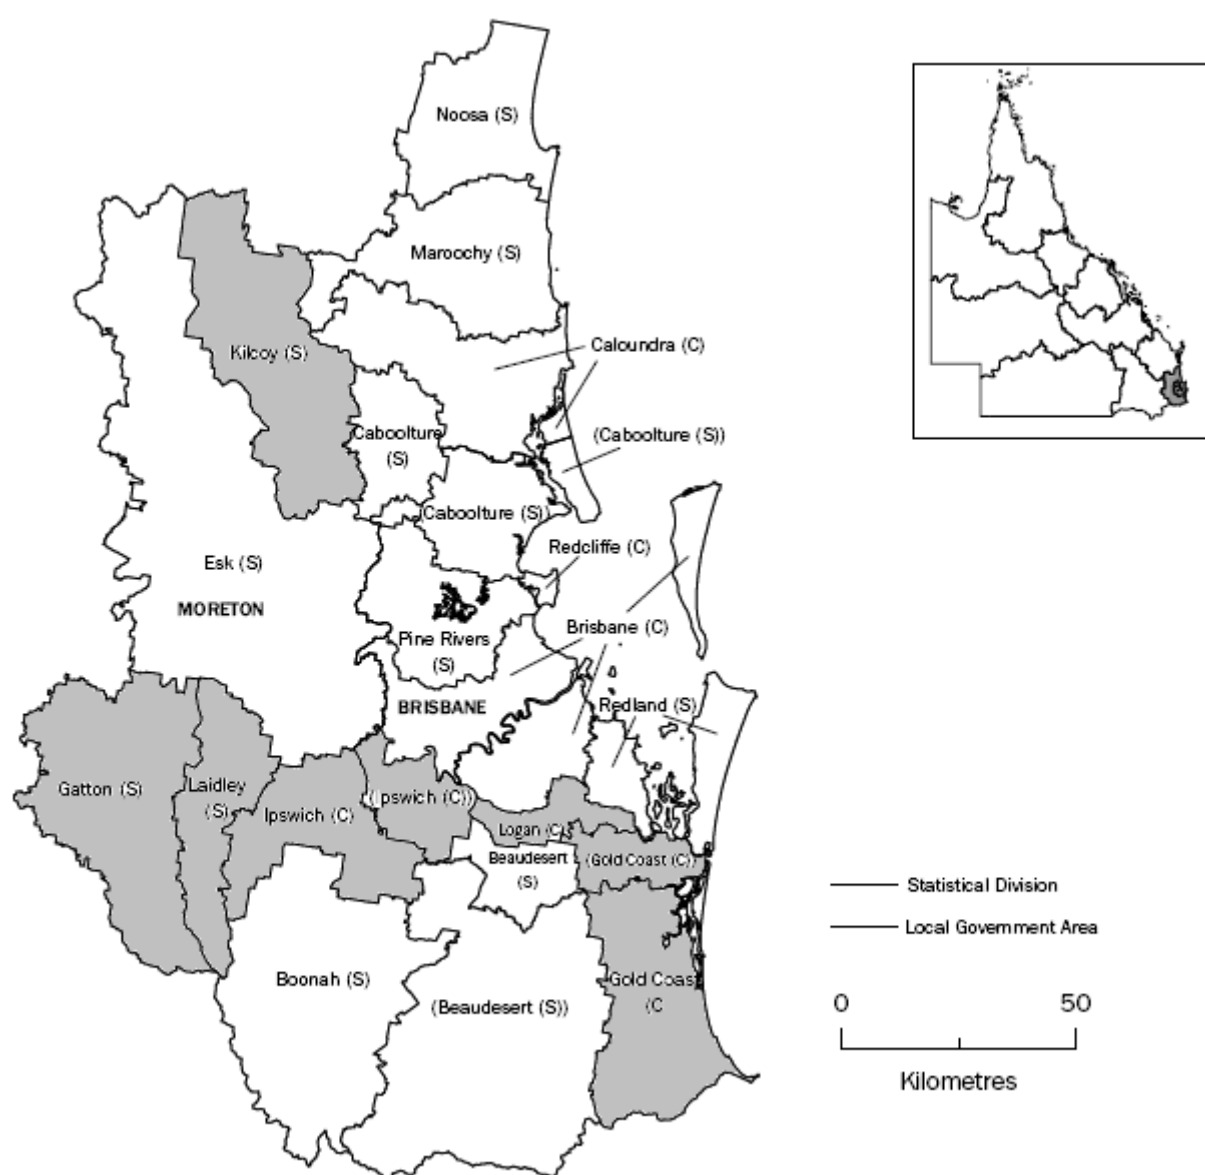 Noosa (S)
Maroochy (S)
Kilcoy (S)
Caloundra (C)
Caboolture
(S)
(Caboolture (S))
(Caboolture (S))
Redcliffe (C)
Esk (S)
MORETON
Brisbane (C)
Pine Rivers
(S)
BRISBANE
Redland (S)
Gatton (S)
Laidley
(S)
Ipswich (C)
(Ipswich (C))
Logan (C)
Beaudesert
(S)
(Gold Coast (C))
Boonah (S)
(Beaudesert (S))
Gold Coast
(C
Statistical Division
Local Government Area
0 50
Kilometres